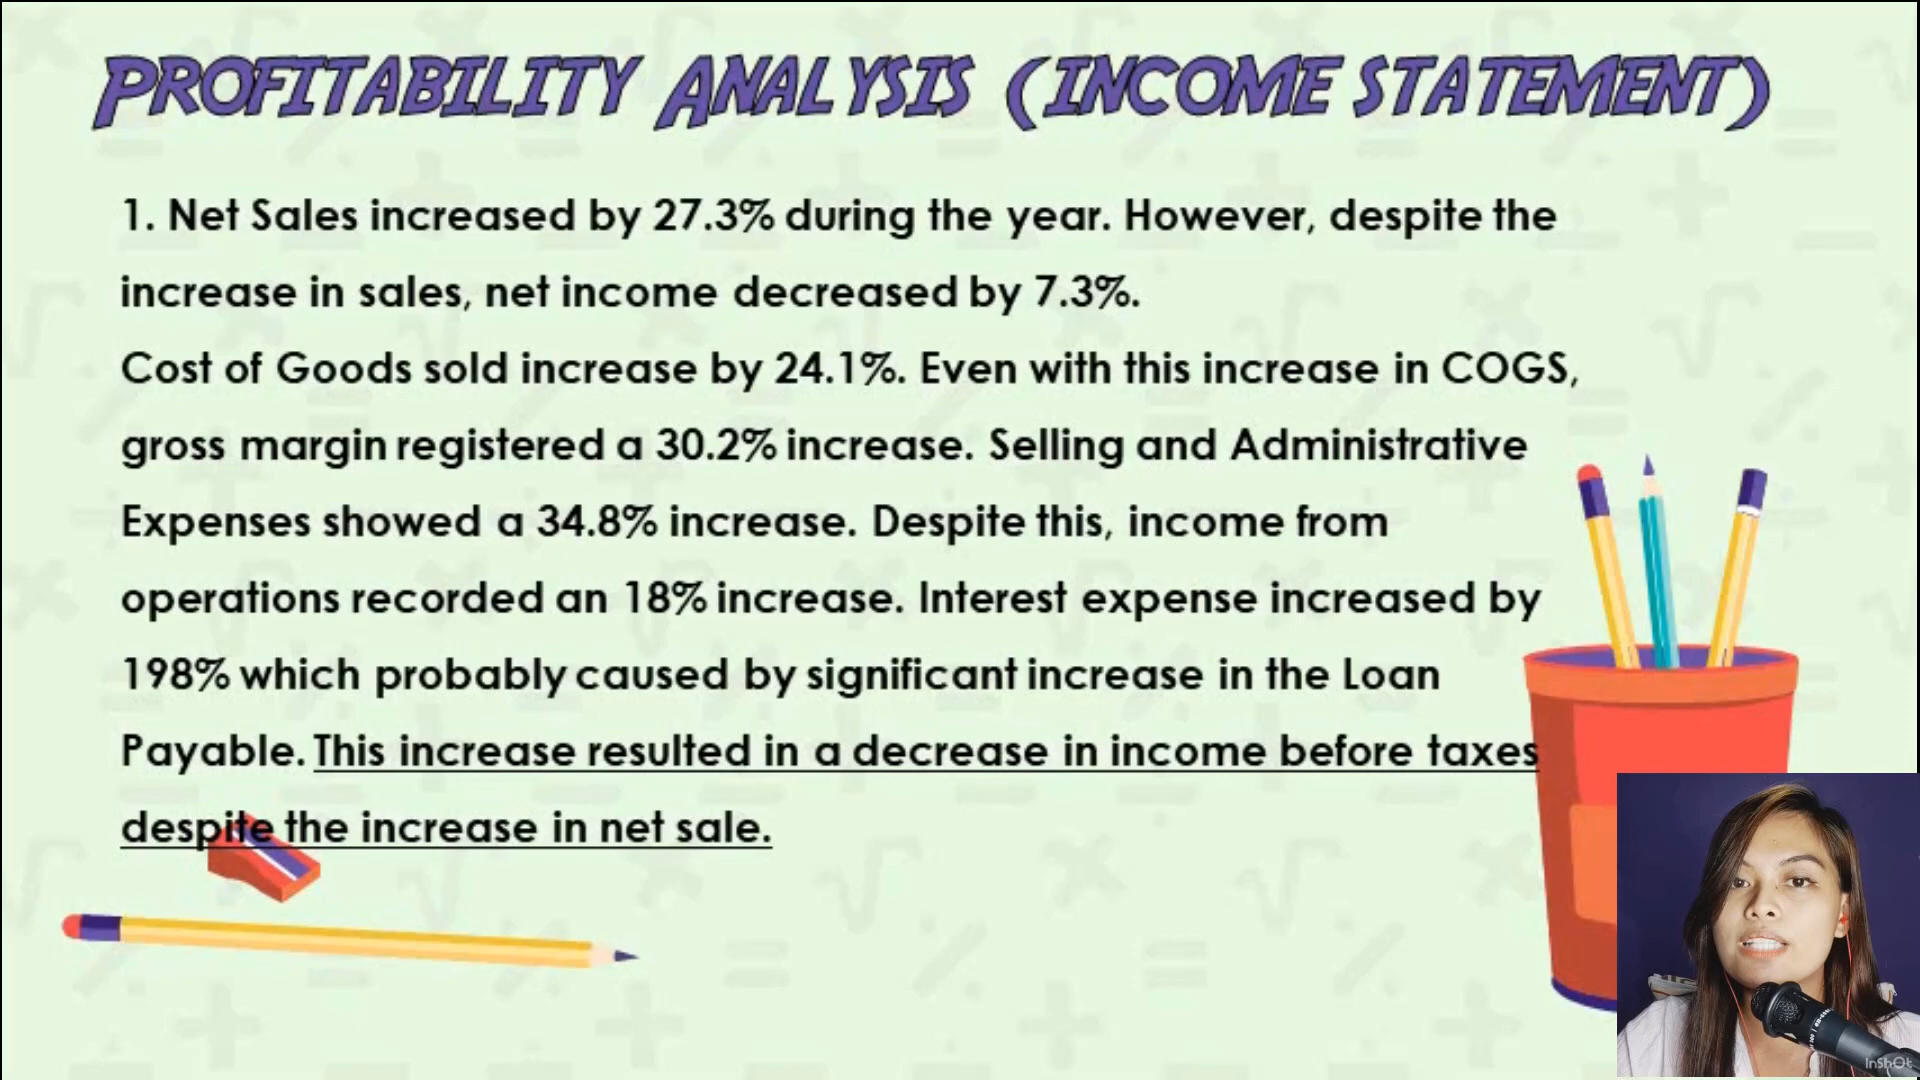 PROFITABILITY ANALYSIS (INCOME STATEMENT)
1. Net Sales increased by 27.3% during the year. However, despite the
increase in sales, net income decreased by 7.3%.
Cost of Goods sold increase by 24.1%. Even with this increase in COGS,
gross margin registered a 30.2% increase. Selling and Administrative
Expenses showed a 34.8% increase. Despite this, income from
operations recorded an 18% increase. Interest expense increased by
198% which probably caused by significant increase in the Loan
Payable. This increase resulted in a decrease in income before taxes
despite the increase in net sale.
InShOt